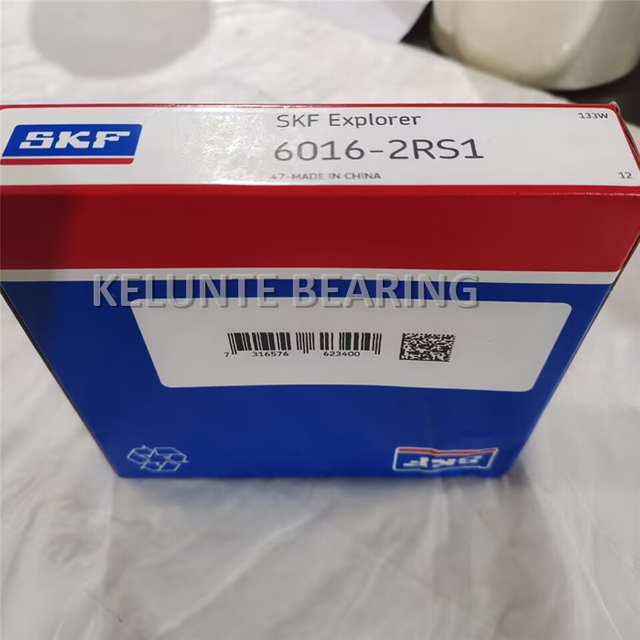 SKF
SKF Explorer
133W
6016-2RS1
47-MADE IN CHINA
12
KELUNTE BEARING
7 316576 623400
SKF